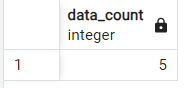 data_count
integer
1 5